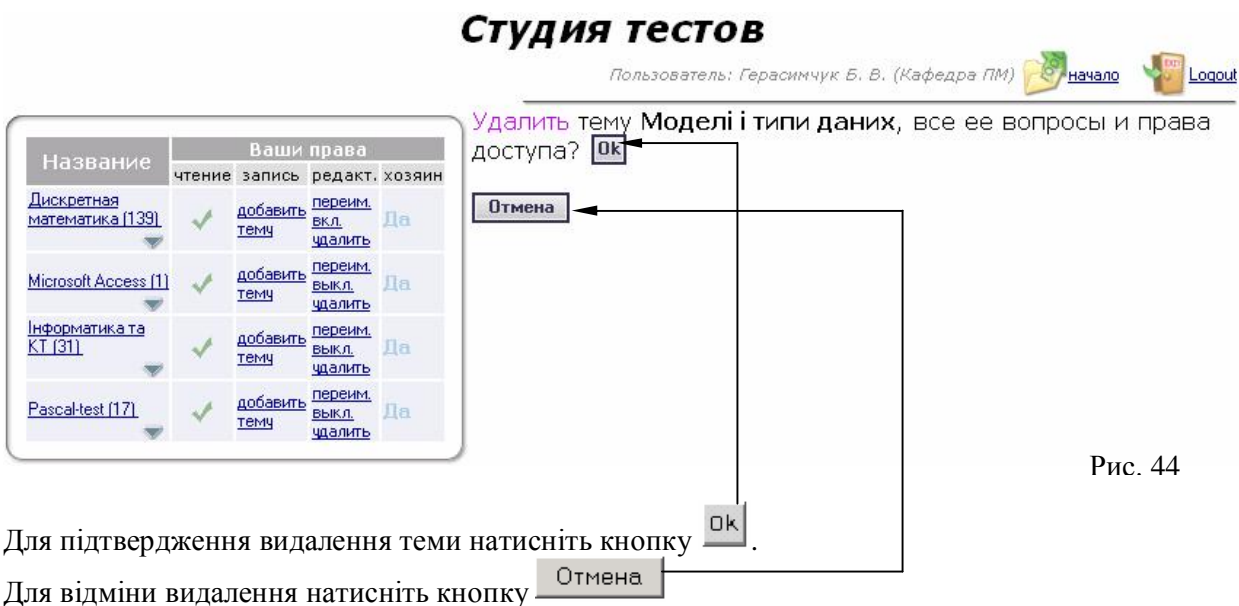 Студия тестов
Пользователь: Герасимчук Б. В. (Кафедра ПМ) начало Logout
Удалить тему Моделі і типи даних, все ее вопросы и права
доступа? Ok
Отмена
Название Ваши права
чтение запись редакт. хозяин
Дискретная
математика (139)
добавить
тему
переим.
вкл.
удалить
Да
Microsoft Access (1)
добавить
тему
переим.
выкл.
удалить
Да
Інформатика та
КТ (31)
добавить
тему
переим.
выкл.
удалить
Да
Pascal-test (17)
добавить
тему
переим.
выкл.
удалить
Да
Рис. 44
Для підтвердження видалення теми натисніть кнопку Ok .
Для відміни видалення натисніть кнопку Отмена